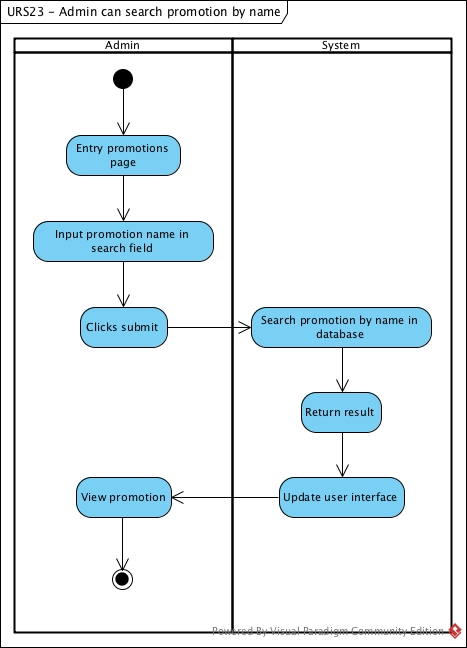 URS23 - Admin can search promotion by name
Admin
System
Entry promotions
page
Input promotion name in
search field
Clicks submit
Search promotion by name in
database
Return result
Update user interface
View promotion
Powered By Visual Paradigm Community Edition